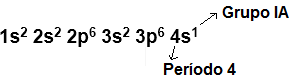 Grupo IA
1s² 2s² 2p⁶ 3s² 3p⁶ 4s¹
Período 4